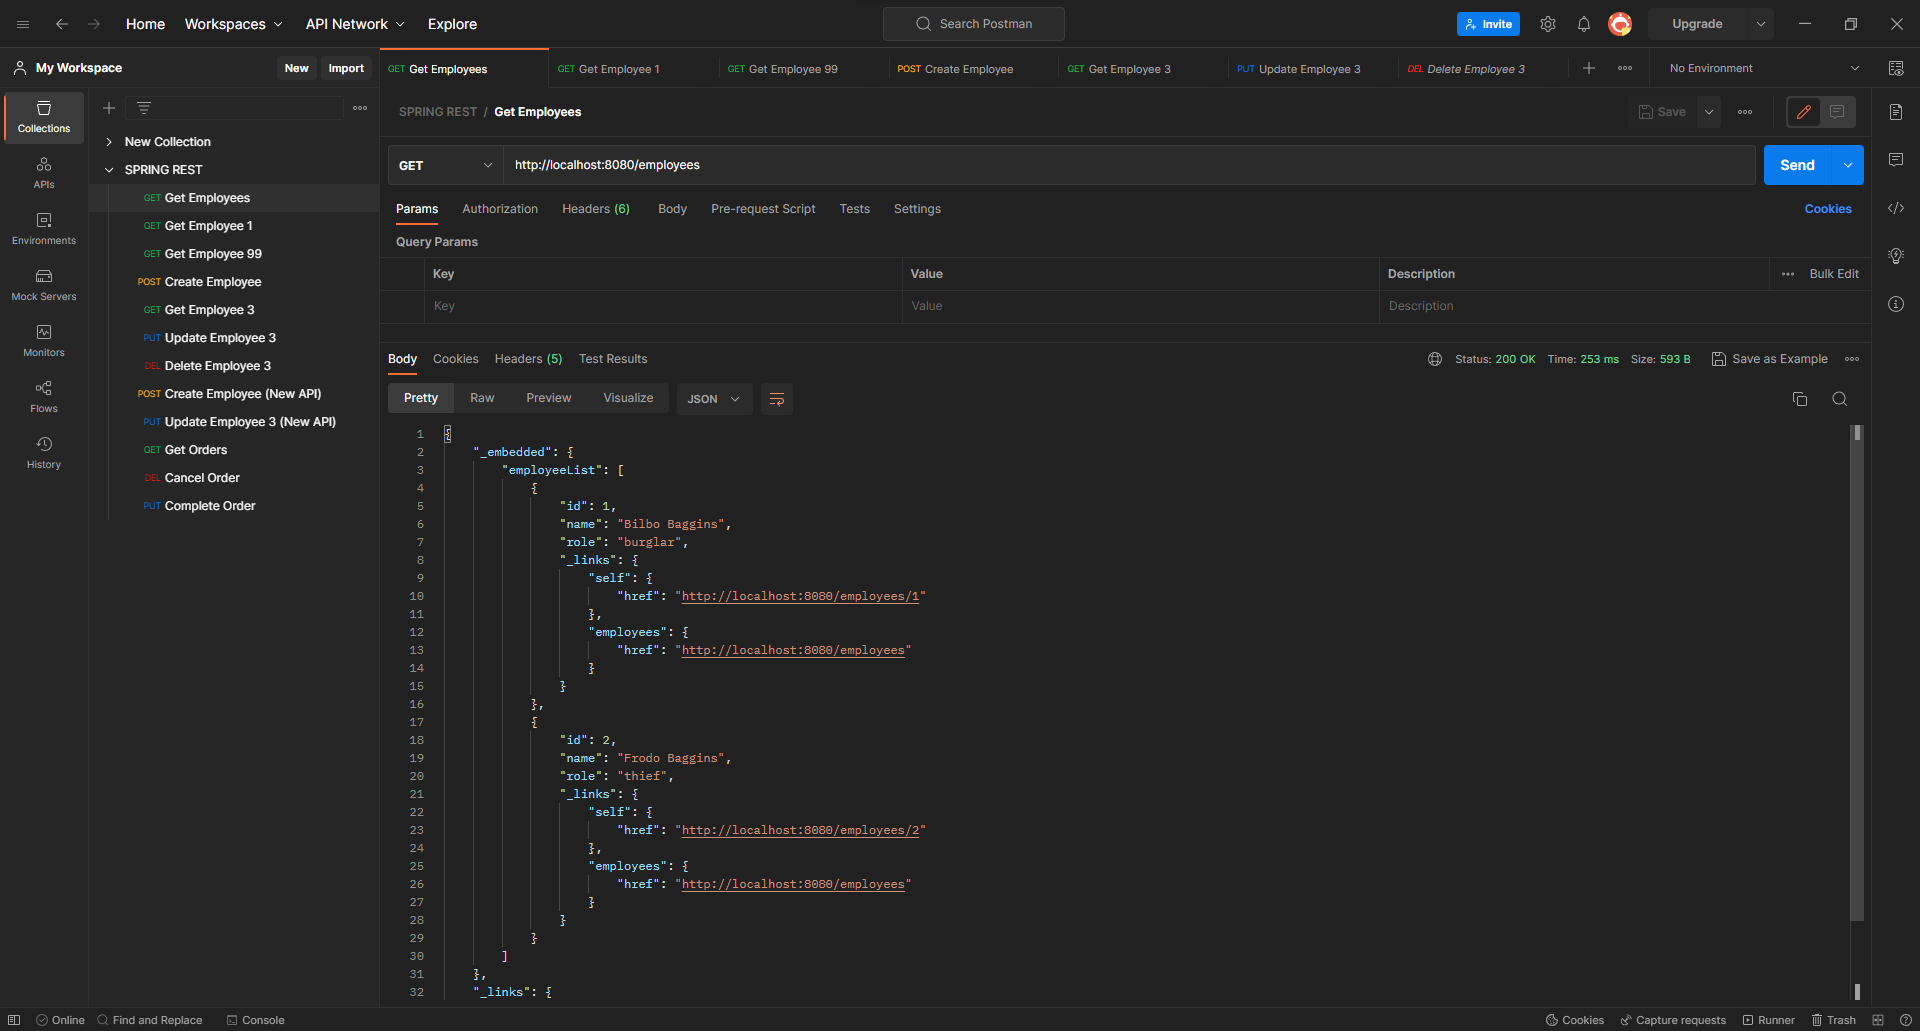 Home Workspaces API Network Explore Search Postman Invite Upgrade
My Workspace New Import
GET Get Employees GET Get Employee 1 GET Get Employee 99 POST Create Employee GET Get Employee 3 PUT Update Employee 3 DEL Delete Employee 3 No Environment
Collections
APIs
Environments
Mock Servers
Monitors
Flows
History
New Collection
SPRING REST
GET Get Employees
GET Get Employee 1
GET Get Employee 99
POST Create Employee
GET Get Employee 3
PUT Update Employee 3
DEL Delete Employee 3
POST Create Employee (New API)
PUT Update Employee 3 (New API)
GET Get Orders
DEL Cancel Order
PUT Complete Order
SPRING REST / Get Employees Save
GET http://localhost:8080/employees Send
Params Authorization Headers (6) Body Pre-request Script Tests Settings Cookies
Query Params
Key Value Description Bulk Edit
Key Value Description
Body Cookies Headers (5) Test Results Status: 200 OK Time: 253 ms Size: 593 B Save as Example
Pretty Raw Preview Visualize JSON
1 {
2 "_embedded": {
3 "employeeList": [
4 {
5 "id": 1,
6 "name": "Bilbo Baggins",
7 "role": "burglar",
8 "_links": {
9 "self": {
10 "href": "http://localhost:8080/employees/1"
11 },
12 "employees": {
13 "href": "http://localhost:8080/employees"
14 }
15 }
16 },
17 {
18 "id": 2,
19 "name": "Frodo Baggins",
20 "role": "thief",
21 "_links": {
22 "self": {
23 "href": "http://localhost:8080/employees/2"
24 },
25 "employees": {
26 "href": "http://localhost:8080/employees"
27 }
28 }
29 }
30 ]
31 },
32 "_links": {
Online Find and Replace Console Cookies Capture requests Runner Trash